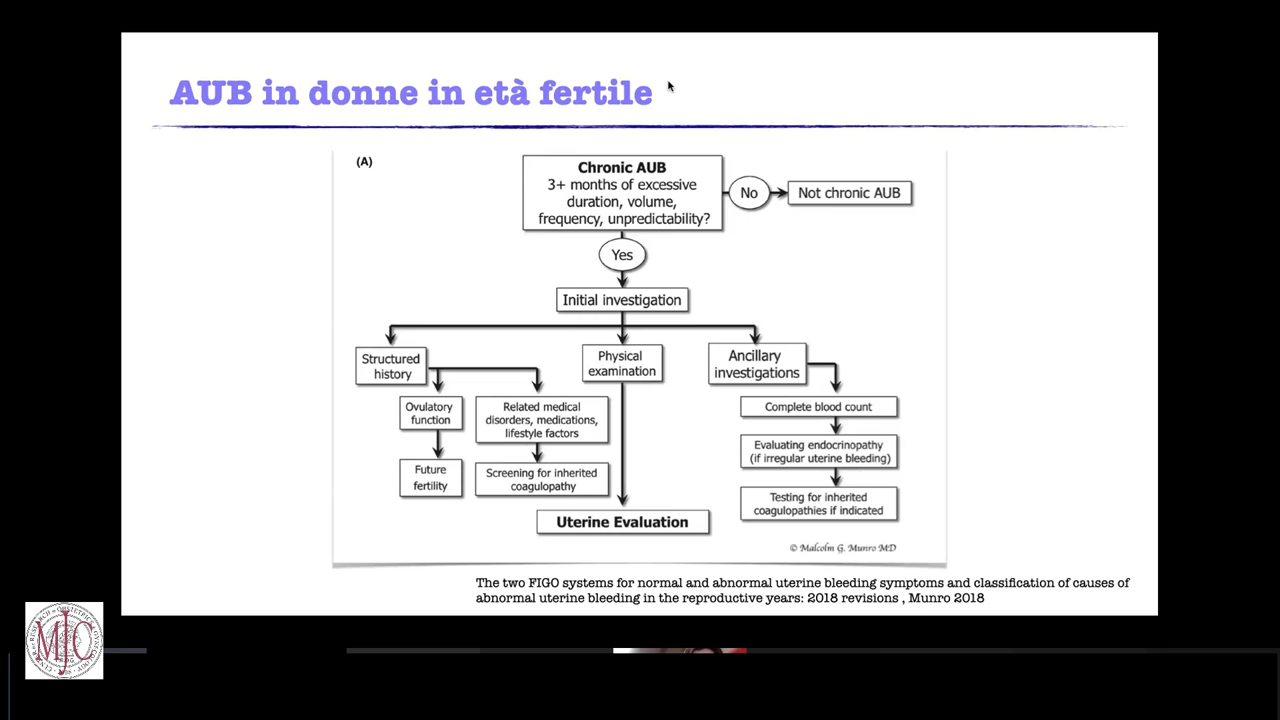 AUB in donne in età fertile
(A)
Chronic AUB
3+ months of excessive
duration, volume,
frequency, unpredictability?
No
Not chronic AUB
Yes
Initial investigation
Structured
history
Physical
examination
Ancillary
investigations
Ovulatory
function
Related medical
disorders, medications,
lifestyle factors
Complete blood count
Future
fertility
Screening for inherited
coagulopathy
Evaluating endocrinopathy
(if irregular uterine bleeding)
Testing for inherited
coagulopathies if indicated
Uterine Evaluation
© Malcolm G. Munro MD
The two FIGO systems for normal and abnormal uterine bleeding symptoms and classification of causes of
abnormal uterine bleeding in the reproductive years: 2018 revisions , Munro 2018
MJC